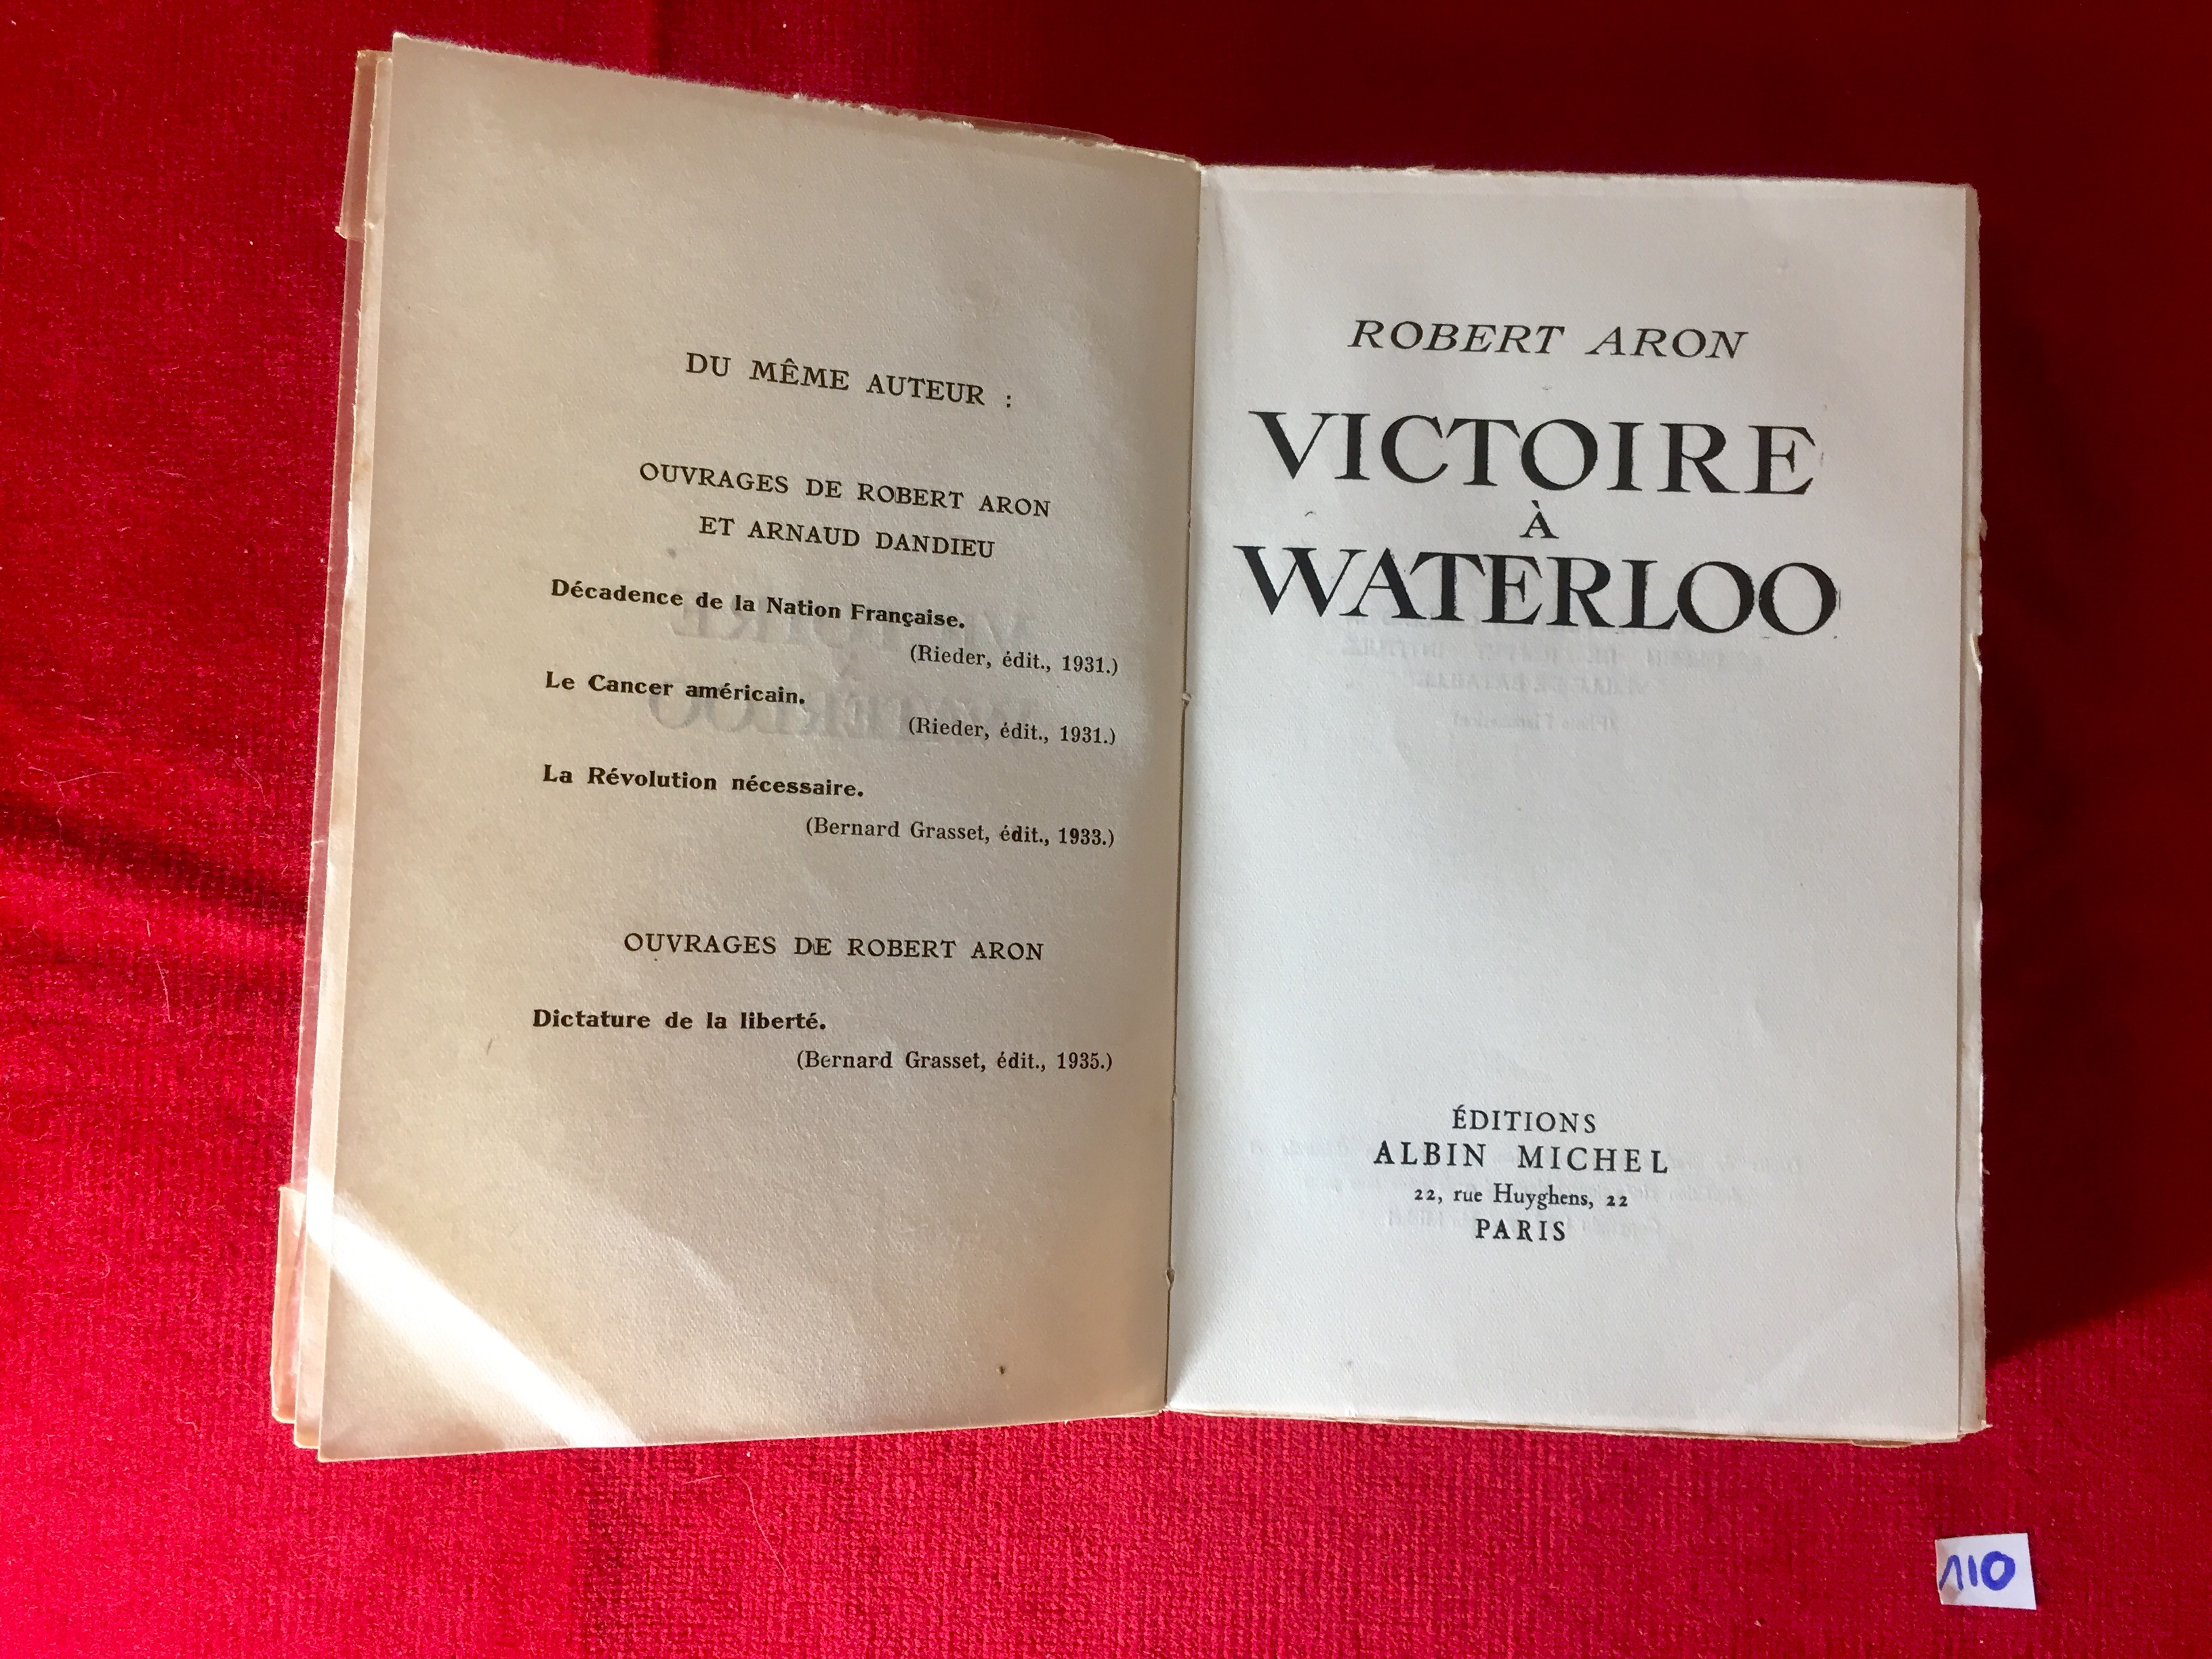 DU MÊME AUTEUR :
OUVRAGES DE ROBERT ARON
ET ARNAUD DANDIEU
Décadence de la Nation Française.
(Rieder, édit., 1931.)
Le Cancer américain.
(Rieder, édit., 1931.)
La Révolution nécessaire.
(Bernard Grasset, édit., 1933.)
OUVRAGES DE ROBERT ARON
Dictature de la liberté.
(Bernard Grasset, édit., 1935.)
ROBERT ARON
VICTOIRE
À
WATERLOO
ÉDITIONS
ALBIN MICHEL
22, rue Huyghens, 22
PARIS
110